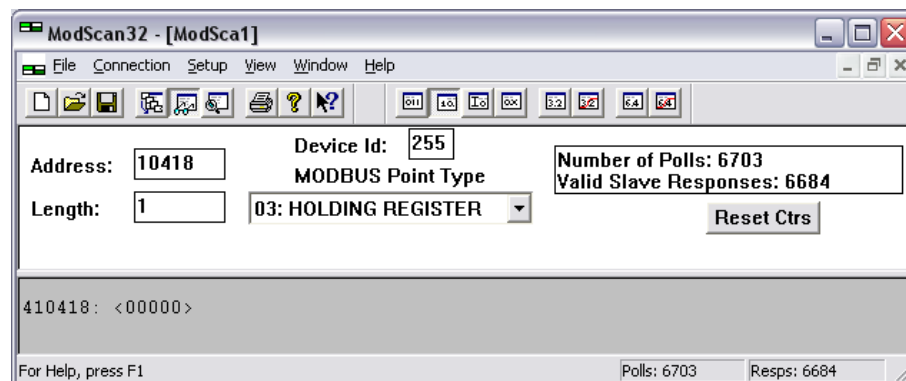 ModScan32 - [ModSca1]
File Connection Setup View Window Help
Address: 10418
Length: 1
Device Id: 255
MODBUS Point Type
03: HOLDING REGISTER
Number of Polls: 6703
Valid Slave Responses: 6684
Reset Ctrs
410418: <00000>
For Help, press F1
Polls: 6703
Resps: 6684